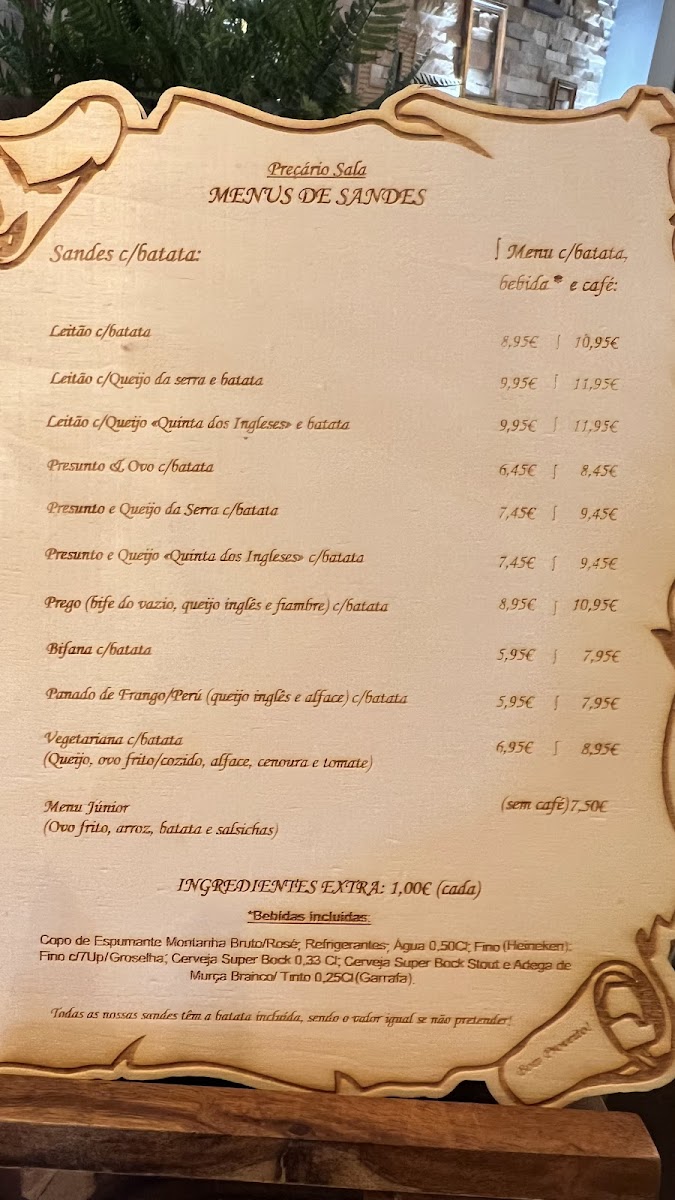 Preçário Sala
MENUS DE SANDES
Sandes c/batata: ∫ Menu c/batata,
bebida * e café:
Leitão c/batata 8,95€ ∫ 10,95€
Leitão c/Queijo da serra e batata 9,95€ ∫ 11,95€
Leitão c/Queijo «Quinta dos Ingleses» e batata 9,95€ ∫ 11,95€
Presunto & Ovo c/batata 6,45€ ∫ 8,45€
Presunto e Queijo da Serra c/batata 7,45€ ∫ 9,45€
Presunto e Queijo «Quinta dos Ingleses» c/batata 7,45€ ∫ 9,45€
Prego (bife do vazio, queijo inglês e fiambre) c/batata 8,95€ ∫ 10,95€
Bifana c/batata 5,95€ ∫ 7,95€
Panado de Frango/Perú (queijo inglês e alface) c/batata 5,95€ ∫ 7,95€
Vegetariana c/batata 6,95€ ∫ 8,95€
(Queijo, ovo frito/cozido, alface, cenoura e tomate)
Menu Júnior (sem café) 7,50€
(Ovo frito, arroz, batata e salsichas)
INGREDIENTES EXTRA: 1,00€ (cada)
*Bebidas incluídas:
Copo de Espumante Montanha Bruto/Rosé; Refrigerantes; Água 0,50Cl; Fino (Heineken);
Fino c/7Up/Groselha; Cerveja Super Bock 0,33 Cl; Cerveja Super Bock Stout e Adega de
Murça Branco/ Tinto 0,25Cl (Garrafa).
Todas as nossas sandes têm a batata incluída, sendo o valor igual se não pretender!
Bom Proveito!